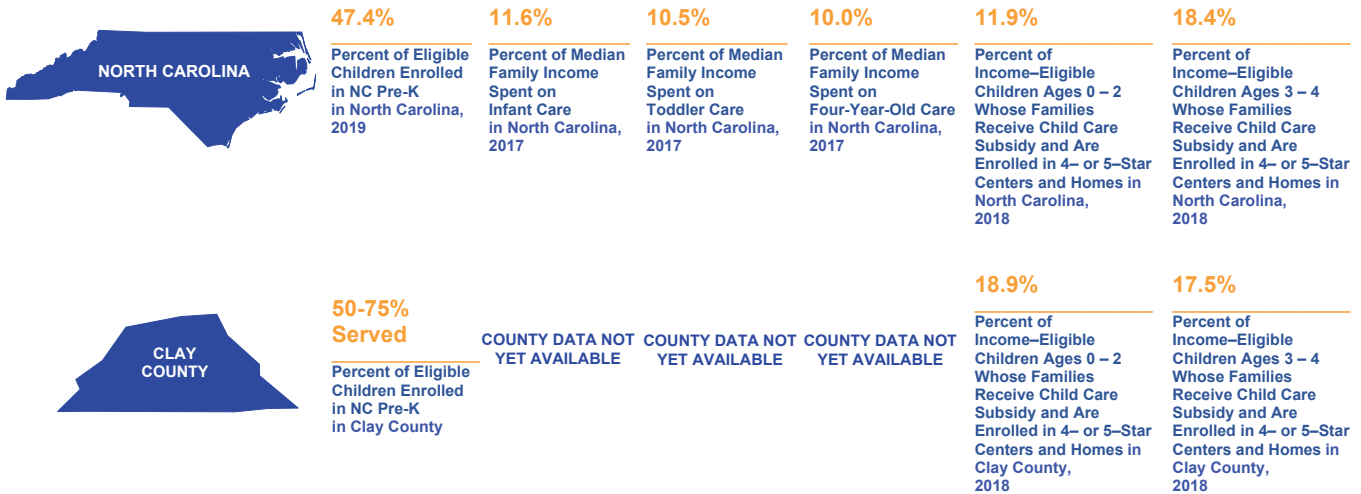 NORTH CAROLINA
47.4%
Percent of Eligible
Children Enrolled
in NC Pre-K
in North Carolina,
2019
11.6%
Percent of Median
Family Income
Spent on
Infant Care
in North Carolina,
2017
10.5%
Percent of Median
Family Income
Spent on
Toddler Care
in North Carolina,
2017
10.0%
Percent of Median
Family Income
Spent on
Four-Year-Old Care
in North Carolina,
2017
11.9%
Percent of
Income–Eligible
Children Ages 0 – 2
Whose Families
Receive Child Care
Subsidy and Are
Enrolled in 4– or 5–Star
Centers and Homes in
North Carolina,
2018
18.4%
Percent of
Income–Eligible
Children Ages 3 – 4
Whose Families
Receive Child Care
Subsidy and Are
Enrolled in 4– or 5–Star
Centers and Homes in
North Carolina,
2018
CLAY
COUNTY
50-75%
Served
Percent of Eligible
Children Enrolled
in NC Pre-K
in Clay County
COUNTY DATA NOT
YET AVAILABLE
COUNTY DATA NOT
YET AVAILABLE
COUNTY DATA NOT
YET AVAILABLE
18.9%
Percent of
Income–Eligible
Children Ages 0 – 2
Whose Families
Receive Child Care
Subsidy and Are
Enrolled in 4– or 5–Star
Centers and Homes in
Clay County,
2018
17.5%
Percent of
Income–Eligible
Children Ages 3 – 4
Whose Families
Receive Child Care
Subsidy and Are
Enrolled in 4– or 5–Star
Centers and Homes in
Clay County,
2018